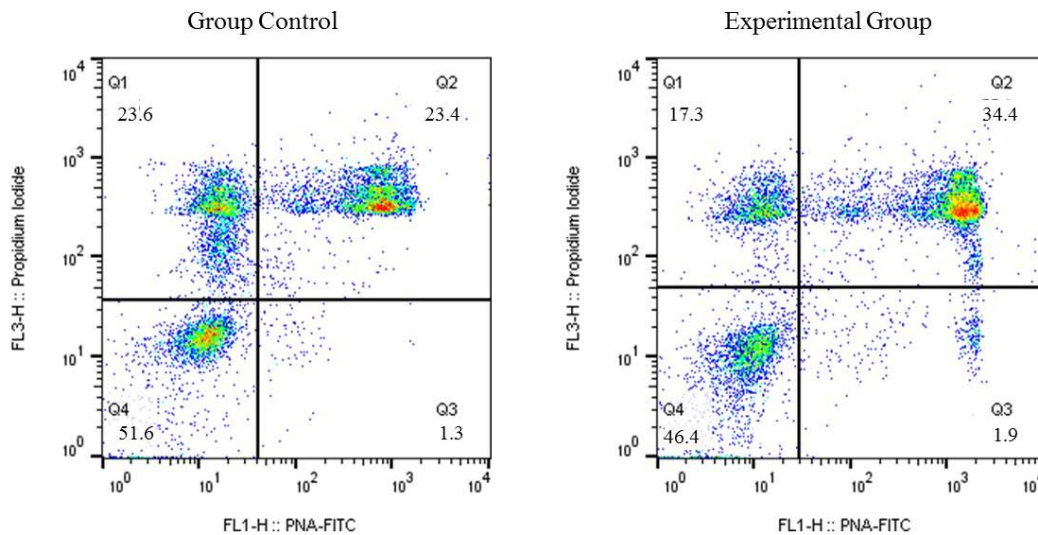 Group Control
Experimental Group
10^4
Q1
23.6
Q2
23.4
10^3
10^2
10^1
Q4
51.6
Q3
1.3
10^0
10^0 10^1 10^2 10^3 10^4
FL3-H :: Propidium Iodide
FL1-H :: PNA-FITC
10^4
Q1
17.3
Q2
34.4
10^3
10^2
10^1
Q4
46.4
Q3
1.9
10^0
10^0 10^1 10^2 10^3
FL3-H :: Propidium Iodide
FL1-H :: PNA-FITC